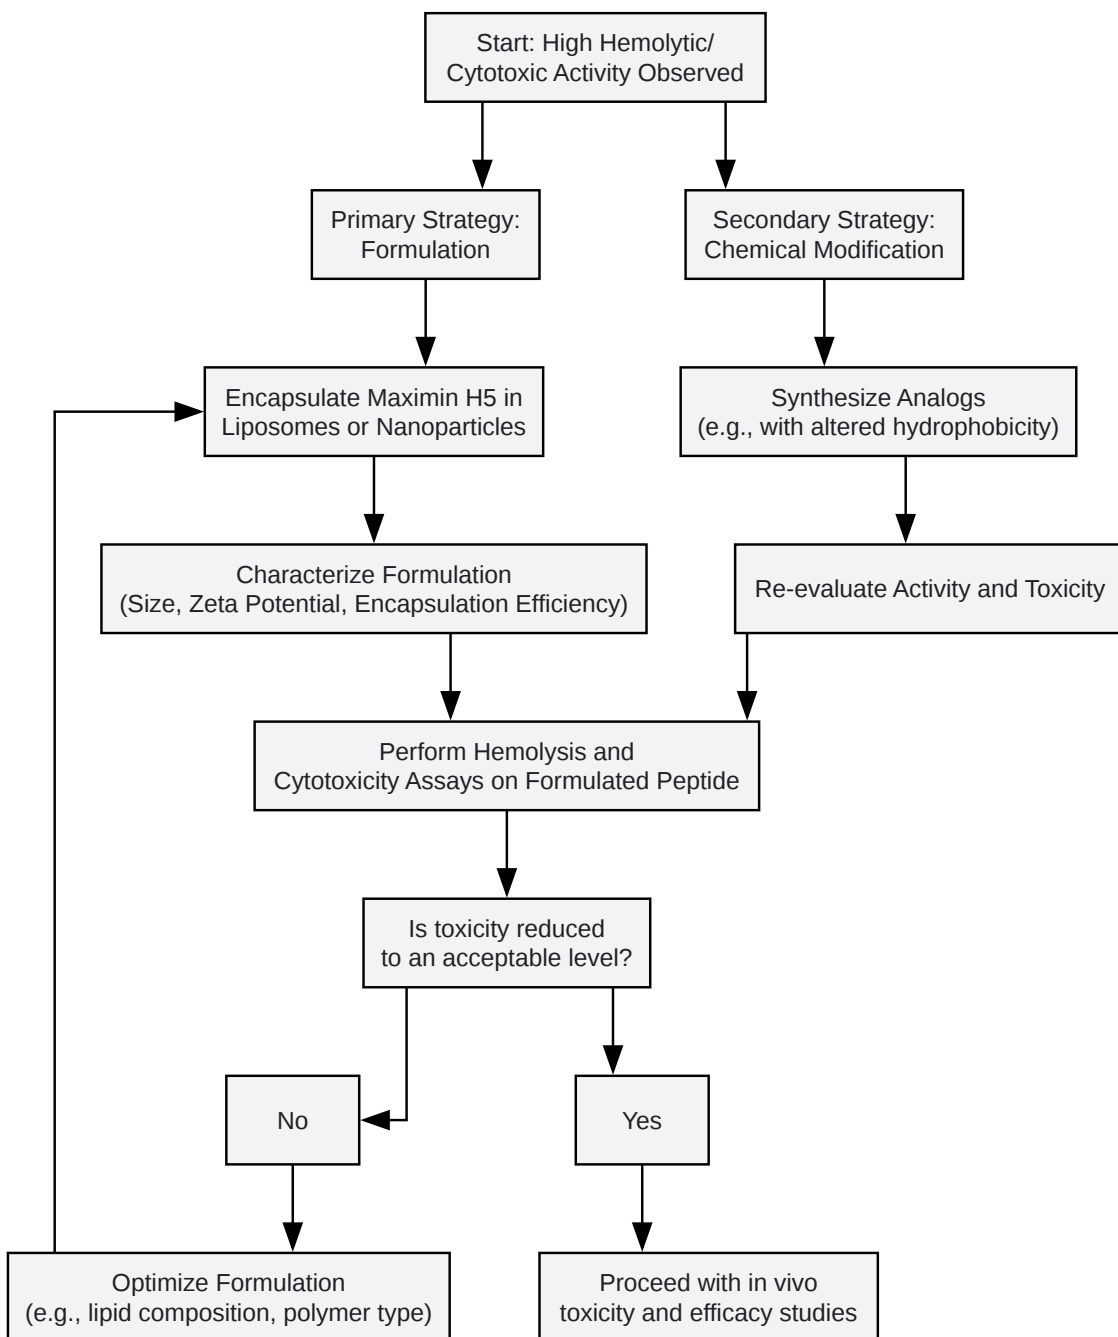 Start: High Hemolytic/
Cytotoxic Activity Observed
Primary Strategy:
Formulation
Secondary Strategy:
Chemical Modification
Encapsulate Maximin H5 in
Liposomes or Nanoparticles
Synthesize Analogs
(e.g., with altered hydrophobicity)
Characterize Formulation
(Size, Zeta Potential, Encapsulation Efficiency)
Re-evaluate Activity and Toxicity
Perform Hemolysis and
Cytotoxicity Assays on Formulated Peptide
Is toxicity reduced
to an acceptable level?
No
Yes
Optimize Formulation
(e.g., lipid composition, polymer type)
Proceed with in vivo
toxicity and efficacy studies